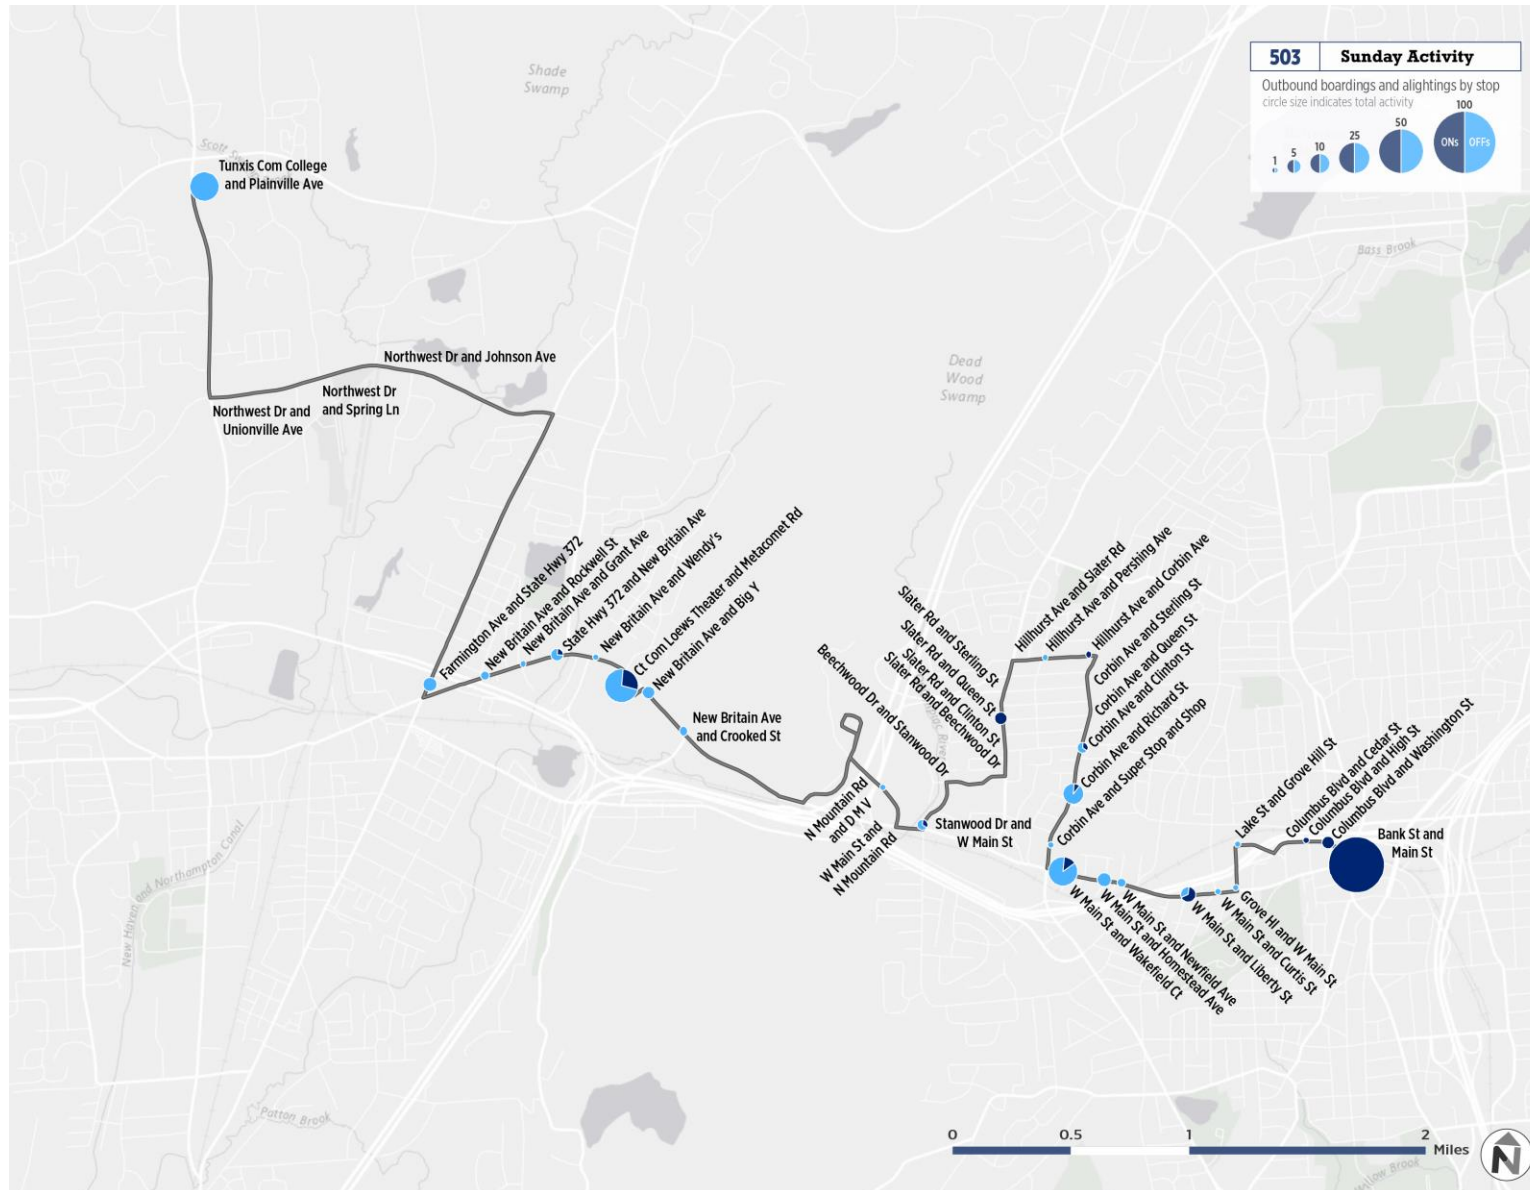 503
Sunday Activity
Outbound boardings and alightings by stop
circle size indicates total activity
1
5
10
25
50
100
ONs
OFFs
Shade
Swamp
Tunxis Com College
and Plainville Ave
Bass Brook
Northwest Dr and Johnson Ave
Northwest Dr
and Spring Ln
Northwest Dr and
Unionville Ave
Dead
Wood
Swamp
Farmington Ave and State Hwy 372
New Britain Ave and Rockwell St
New Britain Ave and Grant Ave
State Hwy 372 and New Britain Ave
New Britain Ave and Wendy's
Ct Com Loews Theater and Metacomet Rd
New Britain Ave and Big Y
New Britain Ave
and Crooked St
N Mountain Rd
and D M V
W Main St and
N Mountain Rd
Stanwood Dr and
W Main St
Beechwood Dr and Stanwood Dr
Slater Rd and Beechwood Dr
Slater Rd and Clinton St
Slater Rd and Queen St
Slater Rd and Sterling St
Hillhurst Ave and Slater Rd
Hillhurst Ave and Pershing Ave
Hillhurst Ave and Corbin Ave
Corbin Ave and Sterling St
Corbin Ave and Queen St
Corbin Ave and Clinton St
Corbin Ave and Richard St
Corbin Ave and Super Stop and Shop
W Main St and Wakefield Ct
W Main St and Homestead Ave
W Main St and Newfield Ave
W Main St and Liberty St
W Main St and Curtis St
Grove Hl and W Main St
Lake St and Grove Hill St
Columbus Blvd and Cedar St
Columbus Blvd and High St
Columbus Blvd and Washington St
Bank St and
Main St
New Haven and Northampton Canal
Patton Brook
0
0.5
1
2
Miles
N